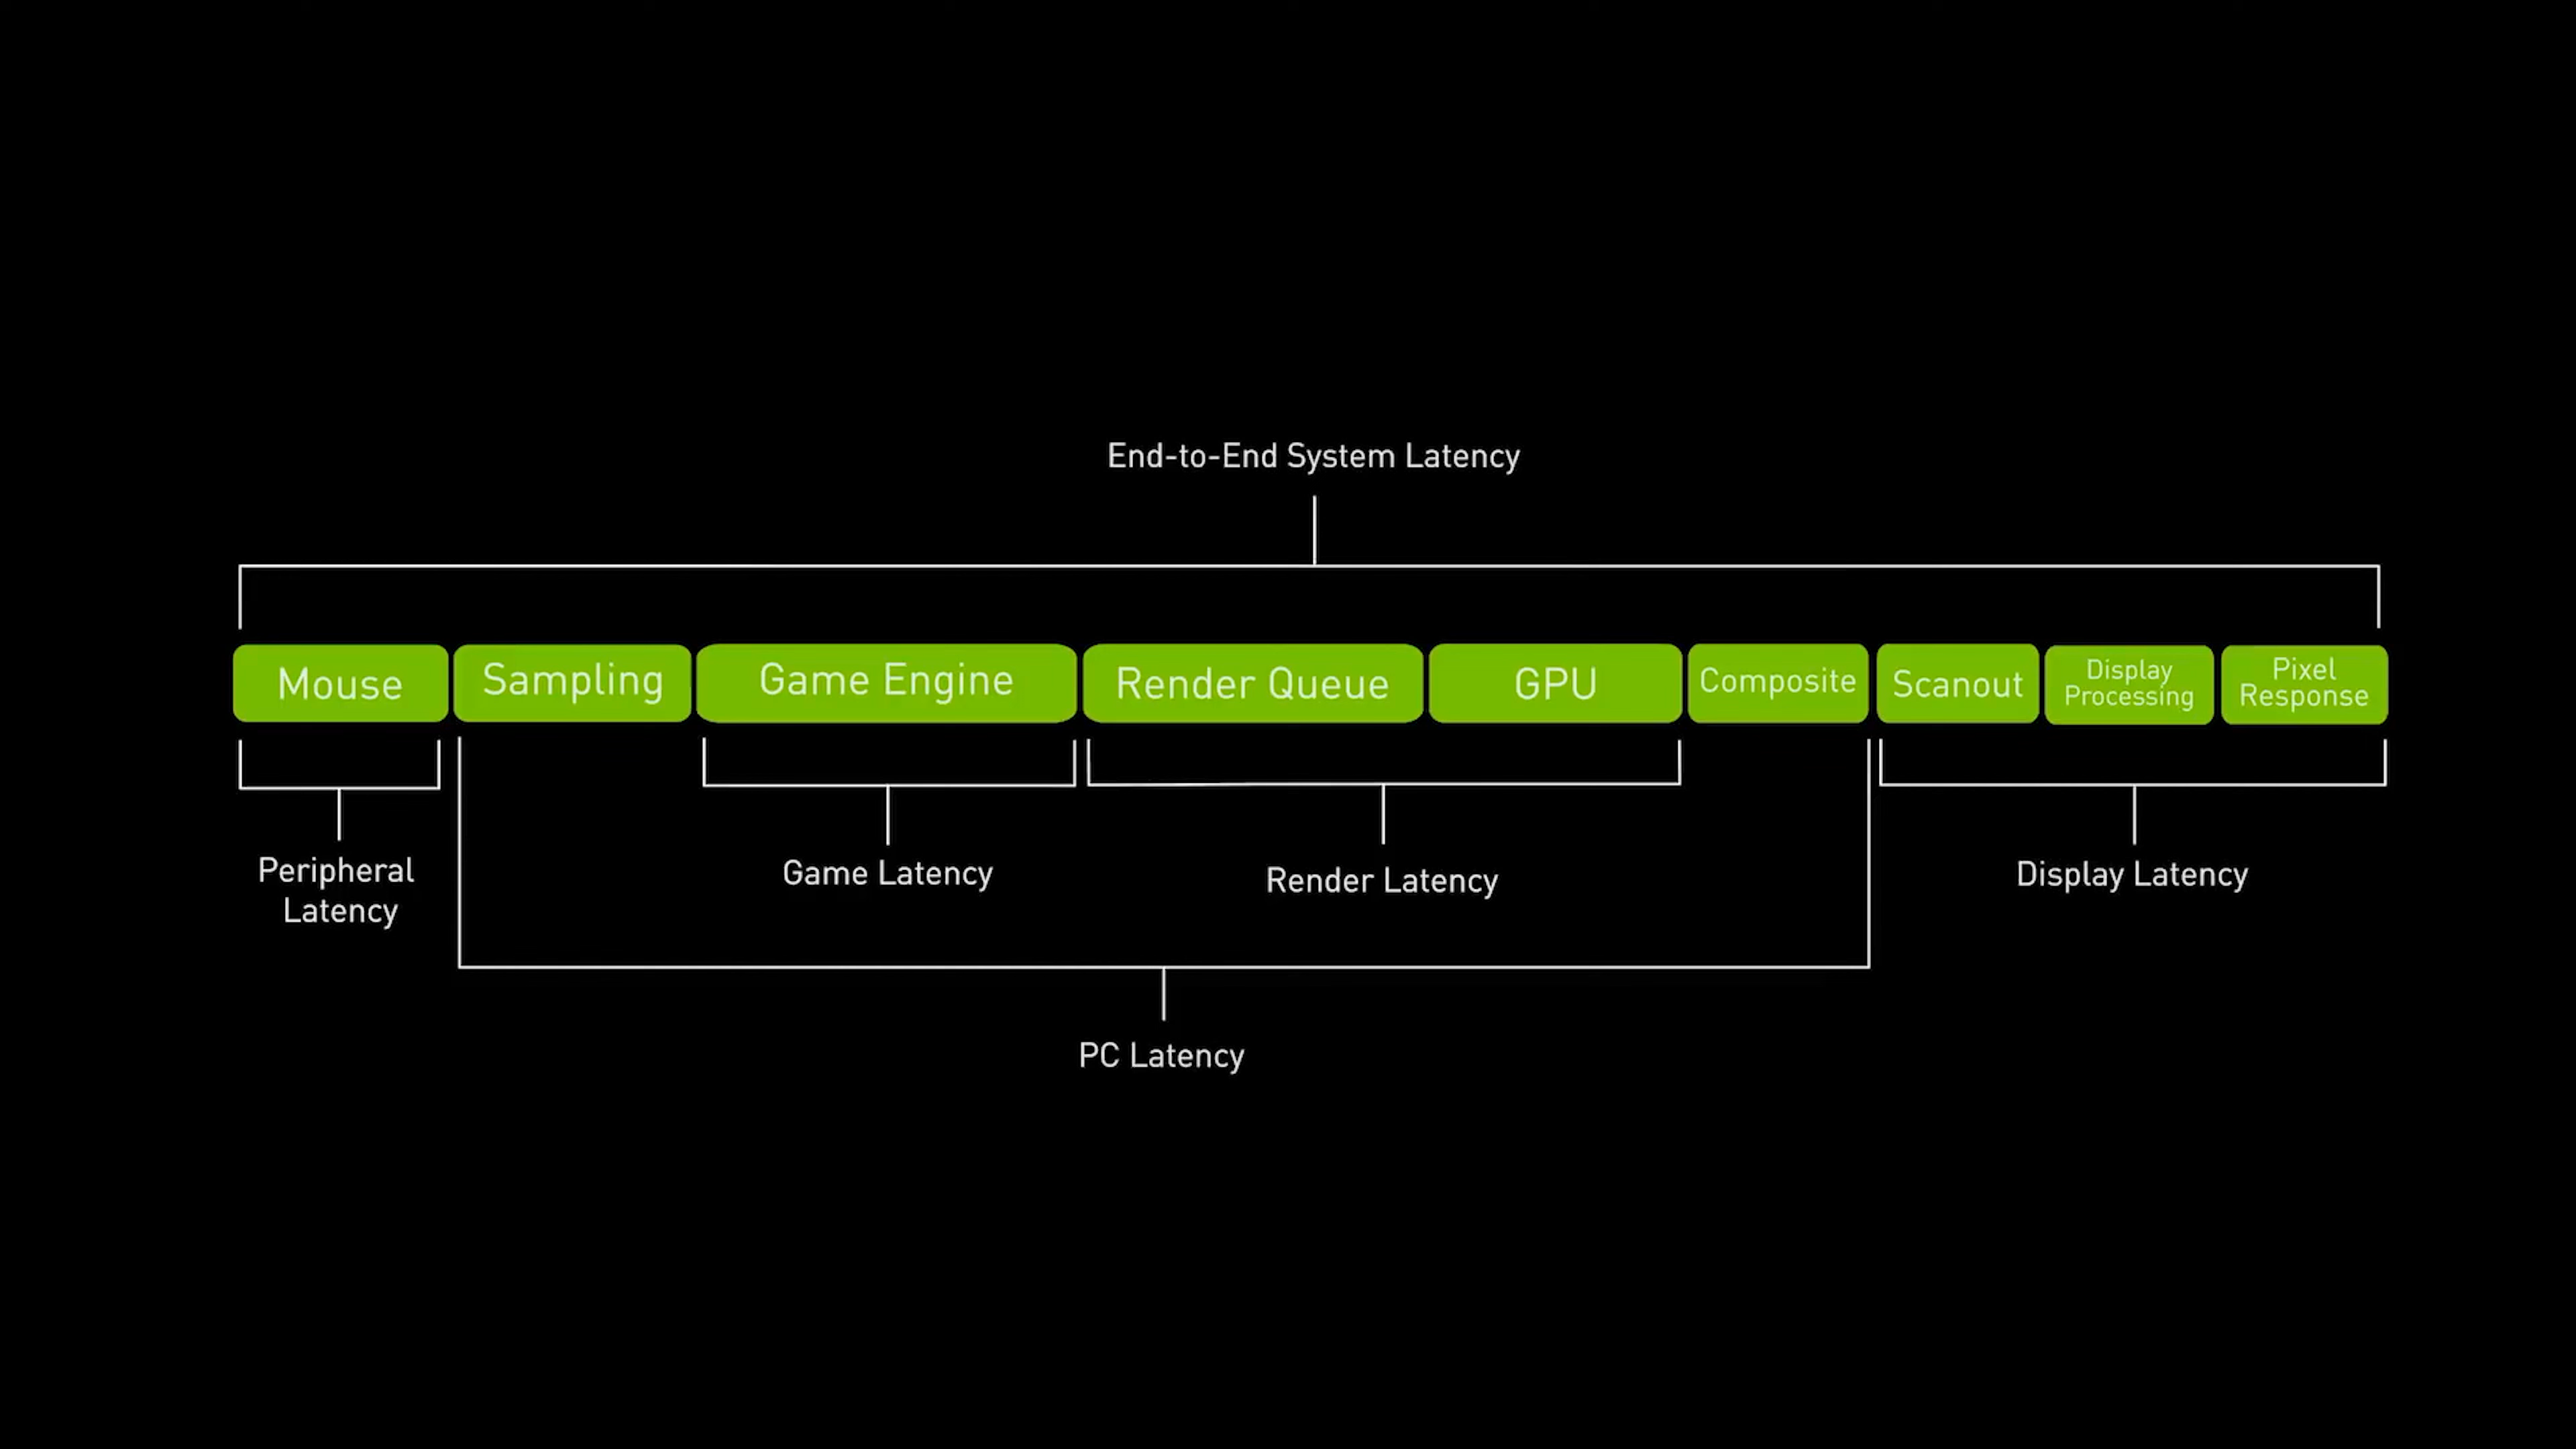 End-to-End System Latency
Mouse
Sampling
Game Engine
Render Queue
GPU
Composite
Scanout
Display
Processing
Pixel
Response
Peripheral
Latency
Game Latency
Render Latency
Display Latency
PC Latency